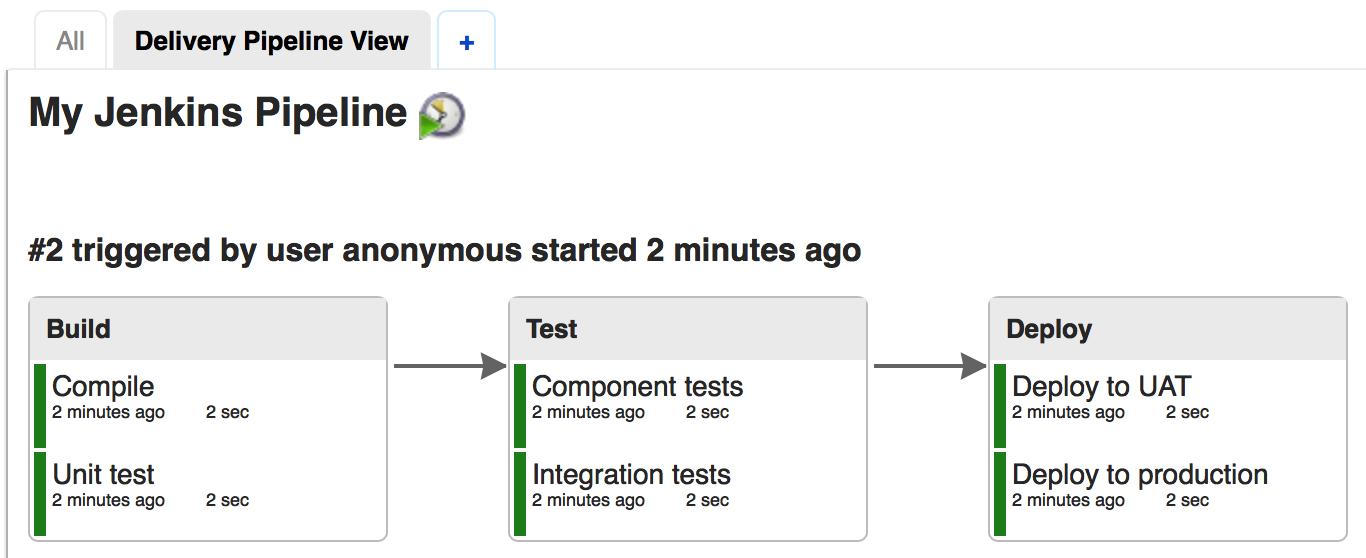 All Delivery Pipeline View +
My Jenkins Pipeline
#2 triggered by user anonymous started 2 minutes ago
Build
Compile
2 minutes ago 2 sec
Unit test
2 minutes ago 2 sec
Test
Component tests
2 minutes ago 2 sec
Integration tests
2 minutes ago 2 sec
Deploy
Deploy to UAT
2 minutes ago 2 sec
Deploy to production
2 minutes ago 2 sec